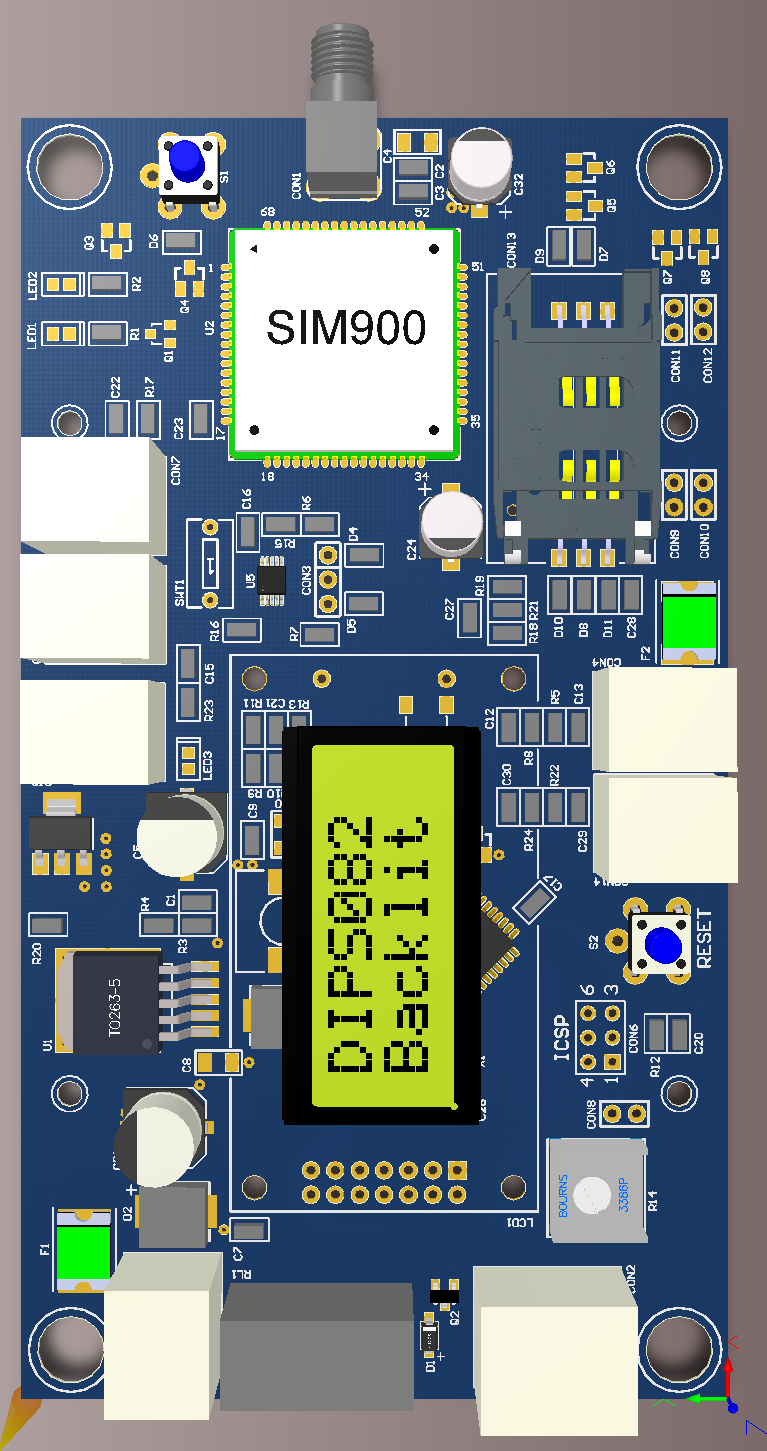 S1
CON1
C4
C2
C3
C32
Q6
Q5
68
52
Q3
D6
CON13
D9
D7
Q7
Q8
LED2
R2
1
Q4
51
SIM900
U2
LED1
R1
Q1
CON11
CON12
C22
R17
C23
17
35
CON7
18
34
C16
R6
R15
D4
C24
CON9
CON10
SWT1
U5
CON3
R19
R21
R18
C27
R16
R7
D5
D10
D8
D11
C28
F2
C15
R23
CON4
R11
C21
R13
C12
R5
C13
R8
LED3
R9
C30
R22
R24
C29
C9
DIPS082
Backlit
CON14
C1
R4
R3
R20
S2
RESET
TO263-5
U1
ICSP
6
3
4
1
CON6
R12
C20
C8
CON8
BOURNS
3386P
R14
D2
LCD1
F1
C7
RL1
CON2
Q2
D1
Z